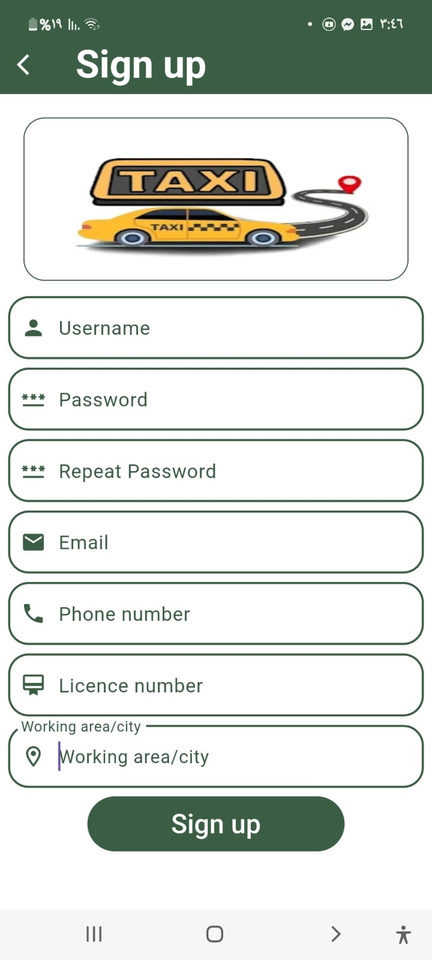 %١٩
٣:٤٦
Sign up
TAXI
TAXI
Username
Password
Repeat Password
Email
Phone number
Licence number
Working area/city
Working area/city
Sign up